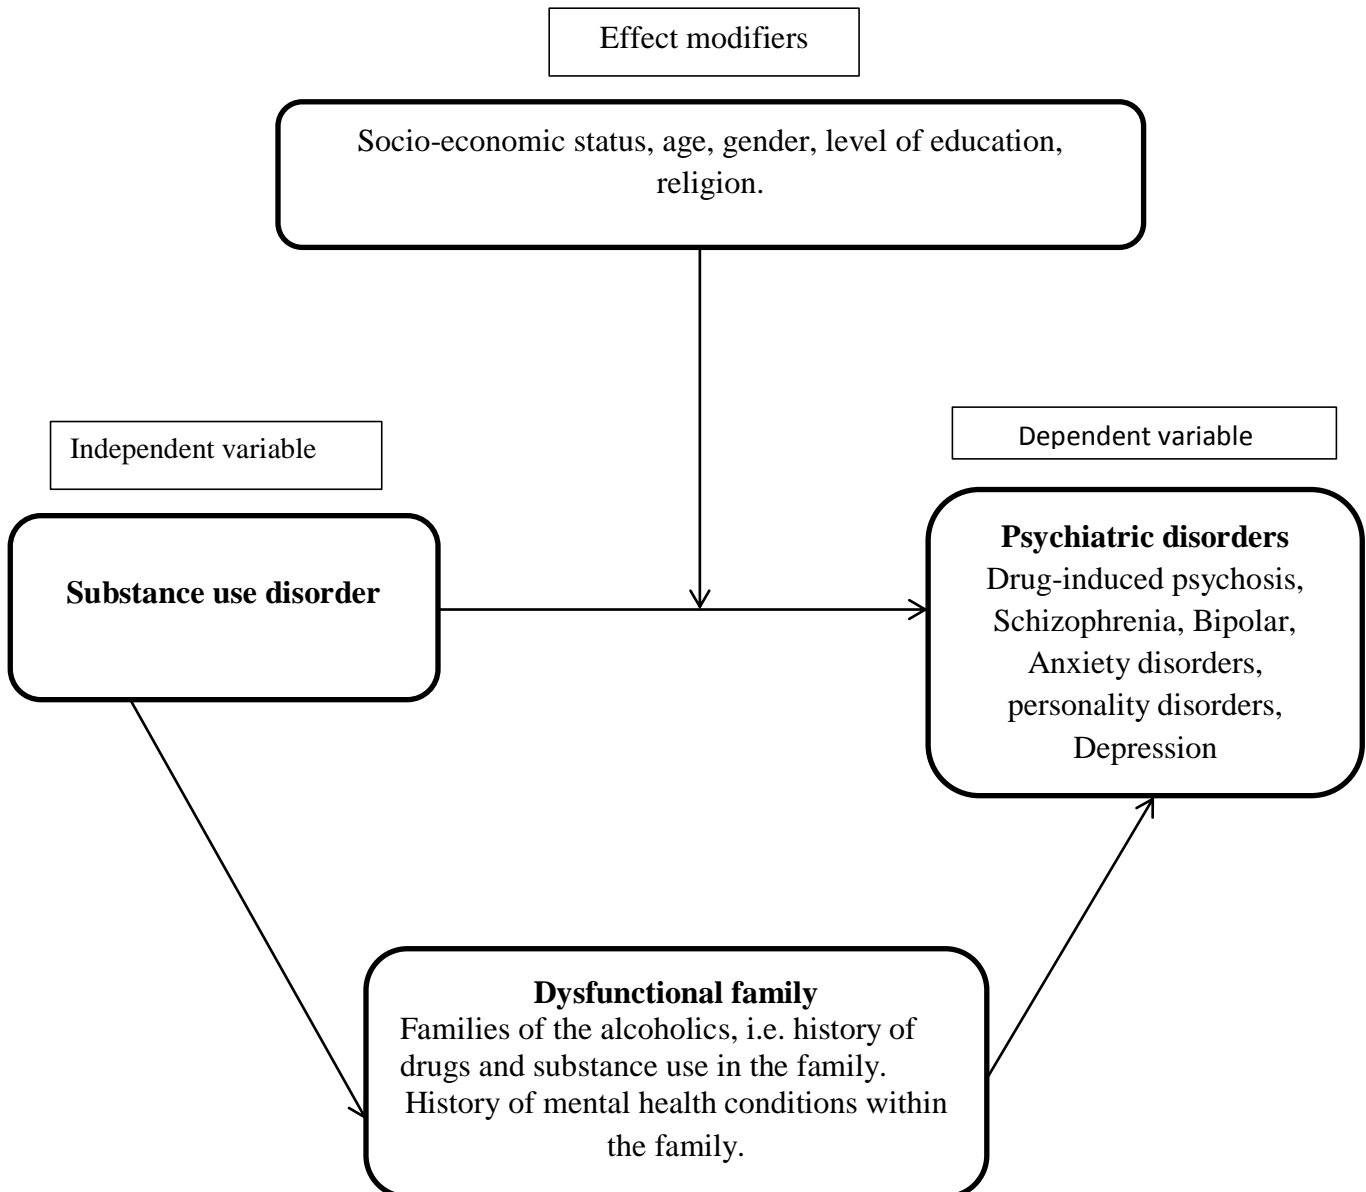 Effect modifiers
Socio-economic status, age, gender, level of education,
religion.
Independent variable
Dependent variable
Substance use disorder
Psychiatric disorders
Drug-induced psychosis,
Schizophrenia, Bipolar,
Anxiety disorders,
personality disorders,
Depression
Dysfunctional family
Families of the alcoholics, i.e. history of
drugs and substance use in the family.
History of mental health conditions within
the family.